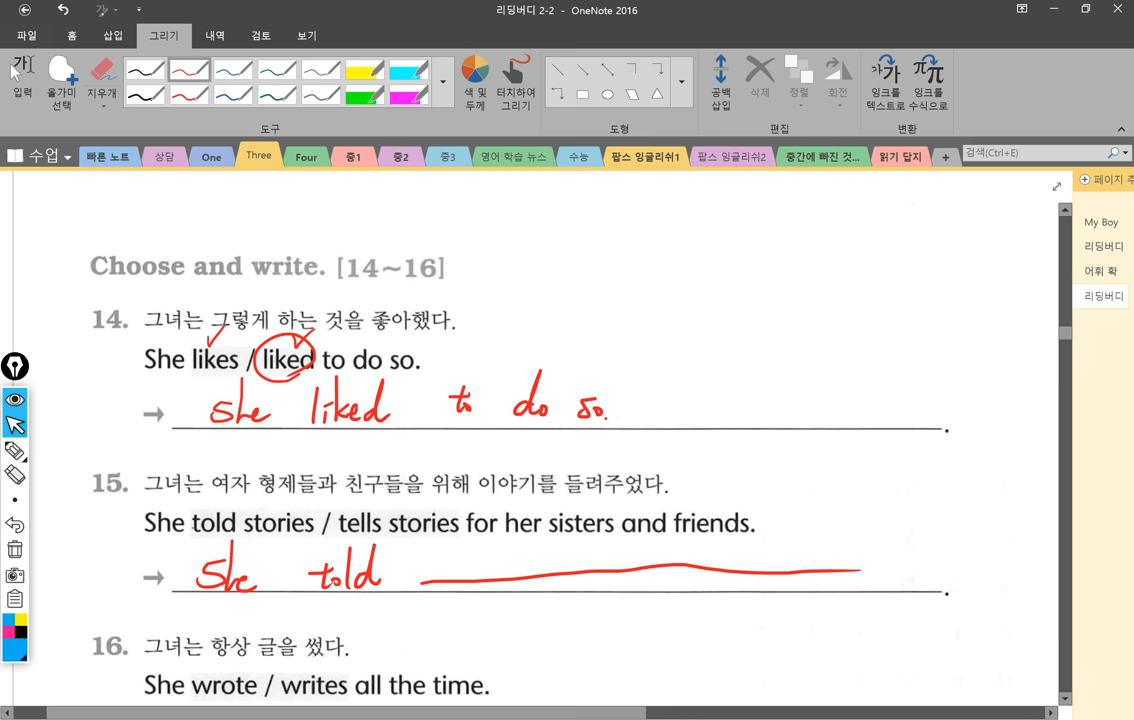 리딩버디 2-2 - OneNote 2016
파일 홈 삽입 그리기 내역 검토 보기
입력 올가미 선택 지우개 색 및 두께 터치하여 그리기 공백 삽입 삭제 정렬 회전 잉크를 텍스트로 잉크를 수식으로
도구 도형 편집 변환
수업 빠른 노트 상담 One Three Four 중1 중2 중3 영어 학습 뉴스 수능 팝스 잉글리쉬1 팝스 잉글리쉬2 중간에 빠진 것... 읽기 답지 + 검색(Ctrl+E)
페이지 추
My Boy
리딩버디
어휘 확
리딩버디
Choose and write. [14~16]
14. 그녀는 그렇게 하는 것을 좋아했다.
She likes / liked to do so.
→ She liked to do so. .
15. 그녀는 여자 형제들과 친구들을 위해 이야기를 들려주었다.
She told stories / tells stories for her sisters and friends.
→ She told .
16. 그녀는 항상 글을 썼다.
She wrote / writes all the time.